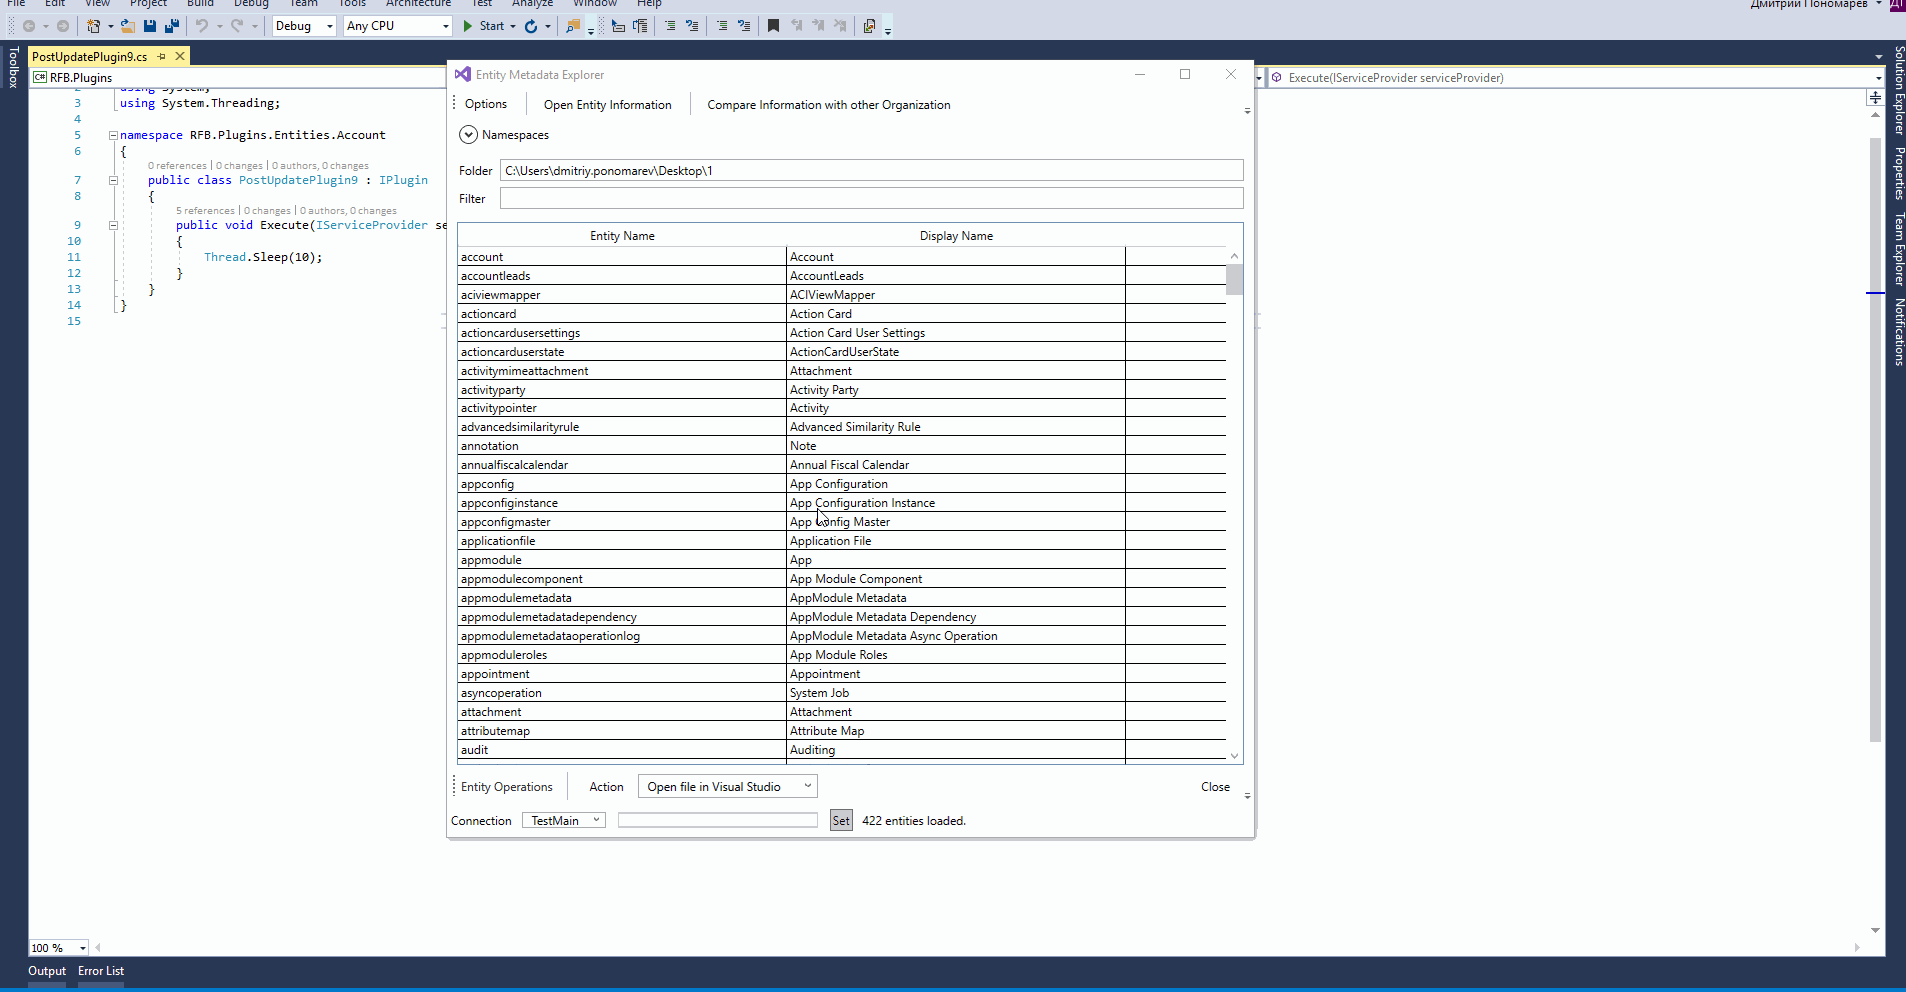 File Edit View Project Build Debug Team Tools Architecture Test Analyze Window Help Дмитрий Пономарев ДП
Debug Any CPU Start
Toolbox
PostUpdatePlugin9.cs
C# RFB.Plugins
Execute(IServiceProvider serviceProvider)
2 using System;
3 using System.Threading;
4
5 namespace RFB.Plugins.Entities.Account
6 {
0 references | 0 changes | 0 authors, 0 changes
7 public class PostUpdatePlugin9 : IPlugin
8 {
5 references | 0 changes | 0 authors, 0 changes
9 public void Execute(IServiceProvider se
10 {
11 Thread.Sleep(10);
12 }
13 }
14 }
15
Entity Metadata Explorer
Options Open Entity Information Compare Information with other Organization
Namespaces
Folder C:\Users\dmitriy.ponomarev\Desktop\1
Filter
Entity Name Display Name
account Account
accountleads AccountLeads
aciviewmapper ACIViewMapper
actioncard Action Card
actioncardusersettings Action Card User Settings
actioncarduserstate ActionCardUserState
activitymimeattachment Attachment
activityparty Activity Party
activitypointer Activity
advancedsimilarityrule Advanced Similarity Rule
annotation Note
annualfiscalcalendar Annual Fiscal Calendar
appconfig App Configuration
appconfiginstance App Configuration Instance
appconfigmaster App Config Master
applicationfile Application File
appmodule App
appmodulecomponent App Module Component
appmodulemetadata AppModule Metadata
appmodulemetadatadependency AppModule Metadata Dependency
appmodulemetadataoperationlog AppModule Metadata Async Operation
appmoduleroles App Module Roles
appointment Appointment
asyncoperation System Job
attachment Attachment
attributemap Attribute Map
audit Auditing
Entity Operations Action Open file in Visual Studio Close
Connection TestMain Set 422 entities loaded.
Solution Explorer
Properties
Team Explorer
Notifications
100 %
Output Error List